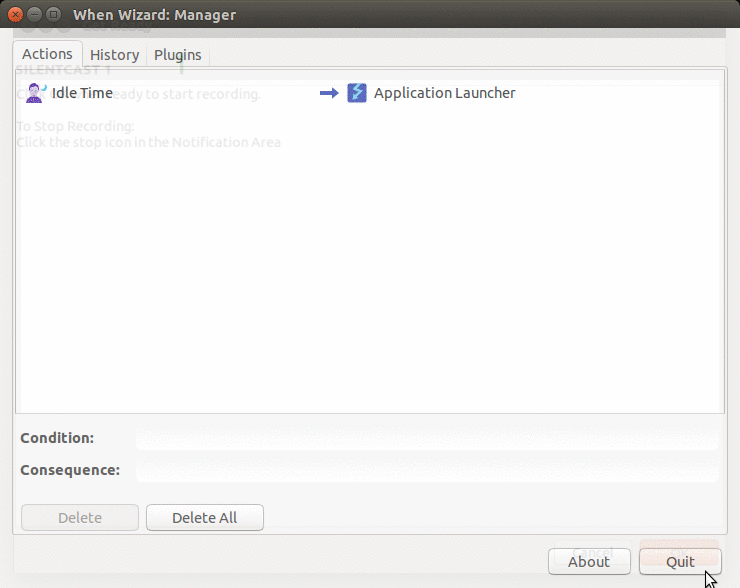 When Wizard: Manager
Actions History Plugins
SILENTCAST 1
Idle Time Application Launcher
ready to start recording.
To Stop Recording:
Click the stop icon in the Notification Area
Condition:
Consequence:
Delete Delete All
Cancel
About Quit